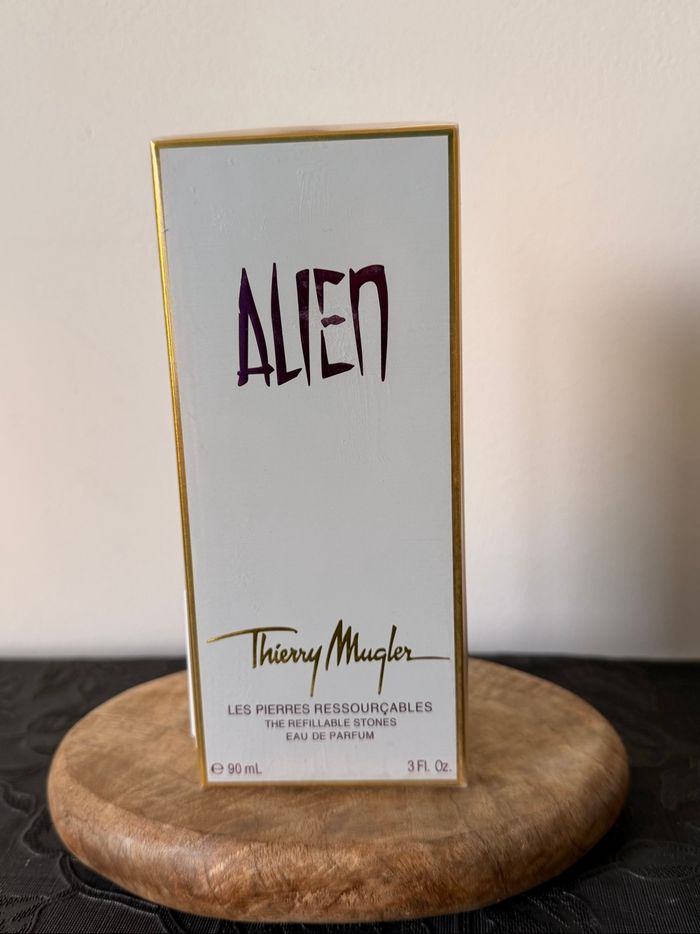 ALIEN
Thierry Mugler
LES PIERRES RESSOURÇABLES
THE REFILLABLE STONES
EAU DE PARFUM
℮ 90 mL 3 Fl. Oz.